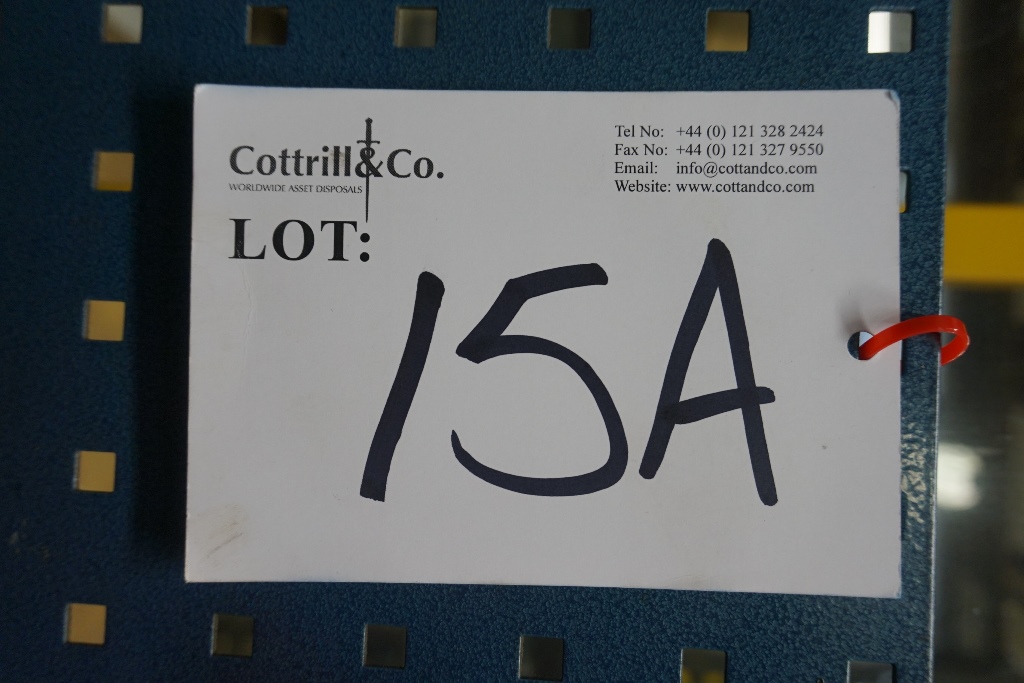 Cottrill&Co.
WORLDWIDE ASSET DISPOSALS
Tel No: +44 (0) 121 328 2424
Fax No: +44 (0) 121 327 9550
Email: info@cottandco.com
Website: www.cottandco.com
LOT:
15A